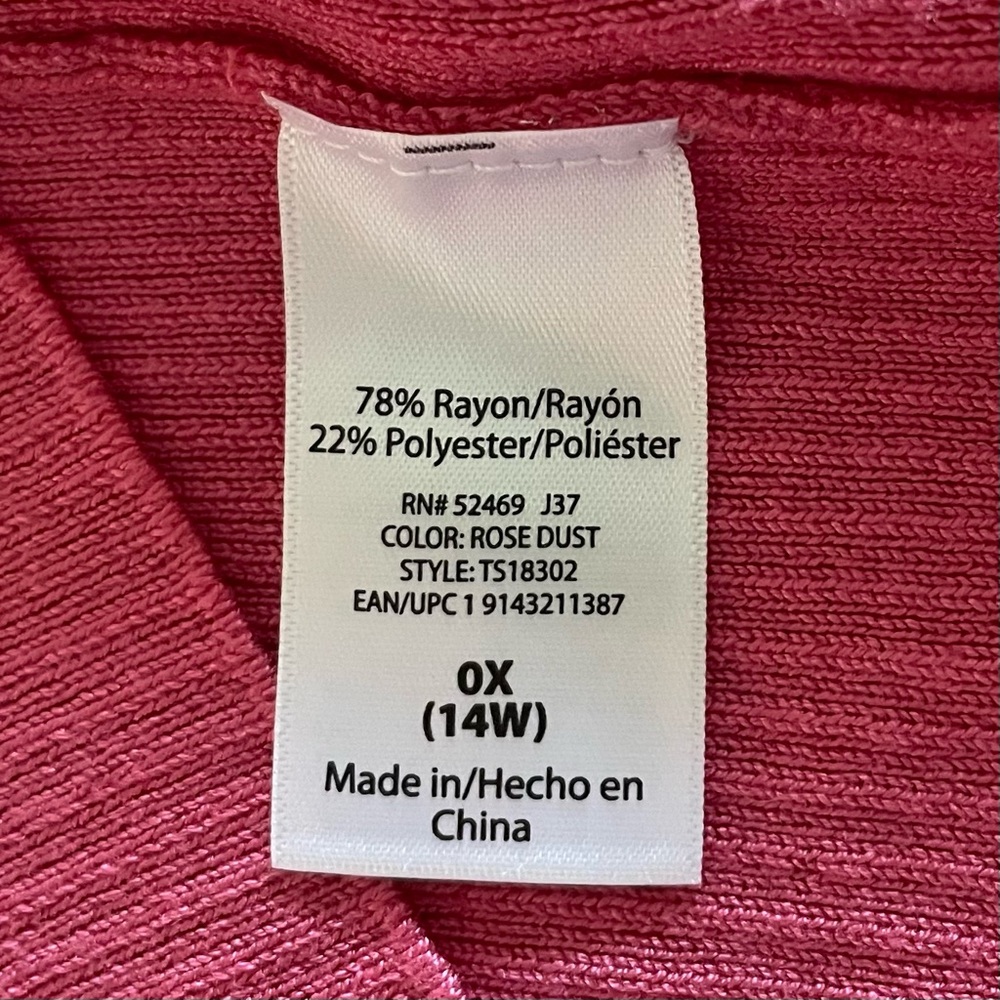 78% Rayon/Rayón
22% Polyester/Poliéster
RN# 52469 J37
COLOR: ROSE DUST
STYLE: TS18302
EAN/UPC 1 9143211387
0X
(14W)
Made in/Hecho en
China